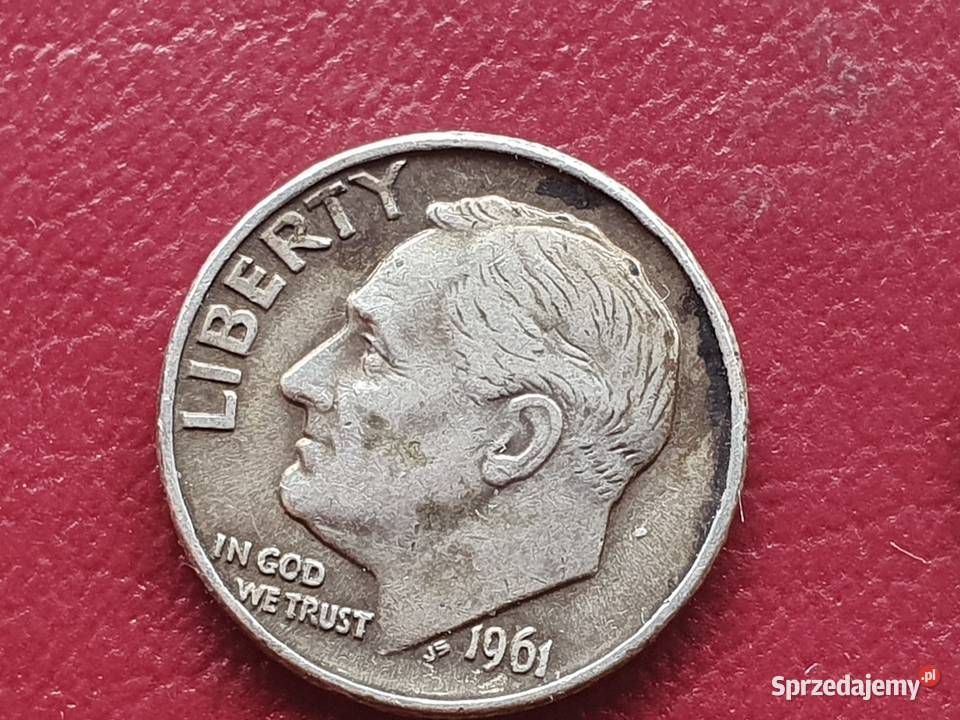 LIBERTY
IN GOD
WE TRUST
JS
1961
Sprzedajemy.pl